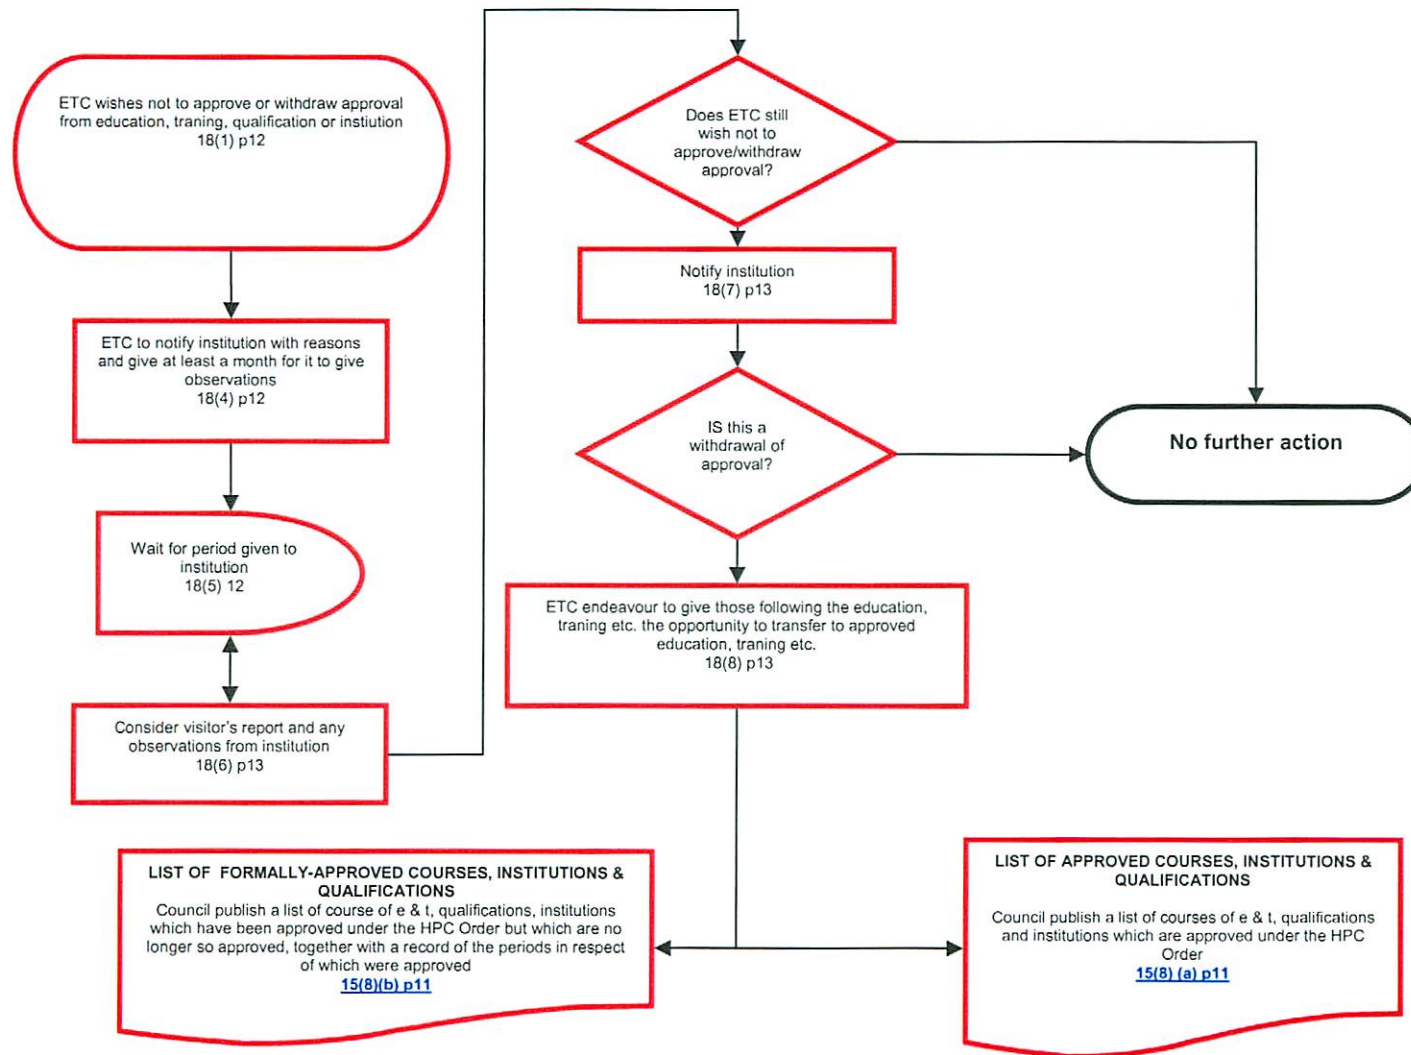 ETC wishes not to approve or withdraw approval
from education, traning, qualification or instiution
18(1) p12
ETC to notify institution with reasons
and give at least a month for it to give
observations
18(4) p12
Wait for period given to
institution
18(5) 12
Consider visitor's report and any
observations from institution
18(6) p13
Does ETC still
wish not to
approve/withdraw
approval?
Notify institution
18(7) p13
IS this a
withdrawal of
approval?
No further action
ETC endeavour to give those following the education,
traning etc. the opportunity to transfer to approved
education, traning etc.
18(8) p13
LIST OF FORMALLY-APPROVED COURSES, INSTITUTIONS &
QUALIFICATIONS
Council publish a list of course of e & t, qualifications, institutions
which have been approved under the HPC Order but which are no
longer so approved, together with a record of the periods in respect
of which were approved
15(8)(b) p11
LIST OF APPROVED COURSES, INSTITUTIONS &
QUALIFICATIONS
Council publish a list of courses of e & t, qualifications
and institutions which are approved under the HPC
Order
15(8) (a) p11